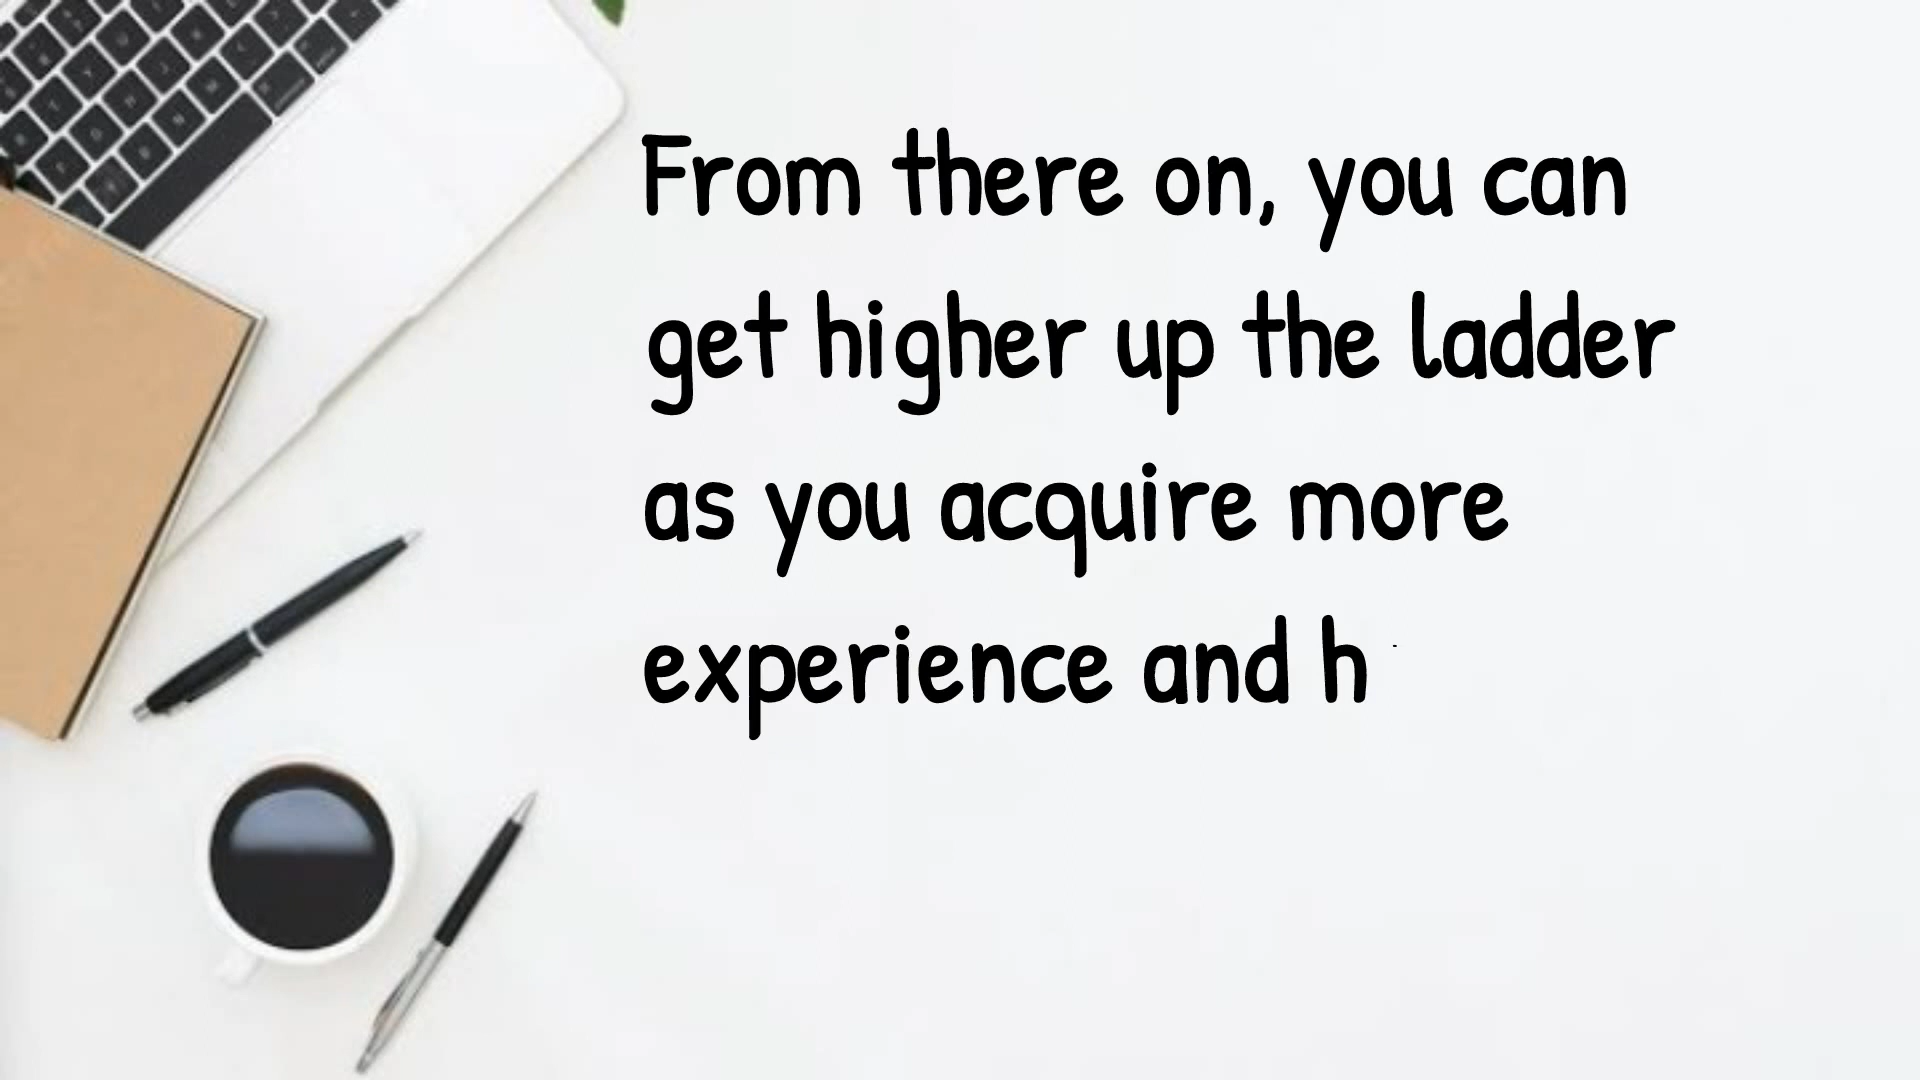 From there on, you can
get higher up the ladder
as you acquire more
experience and h